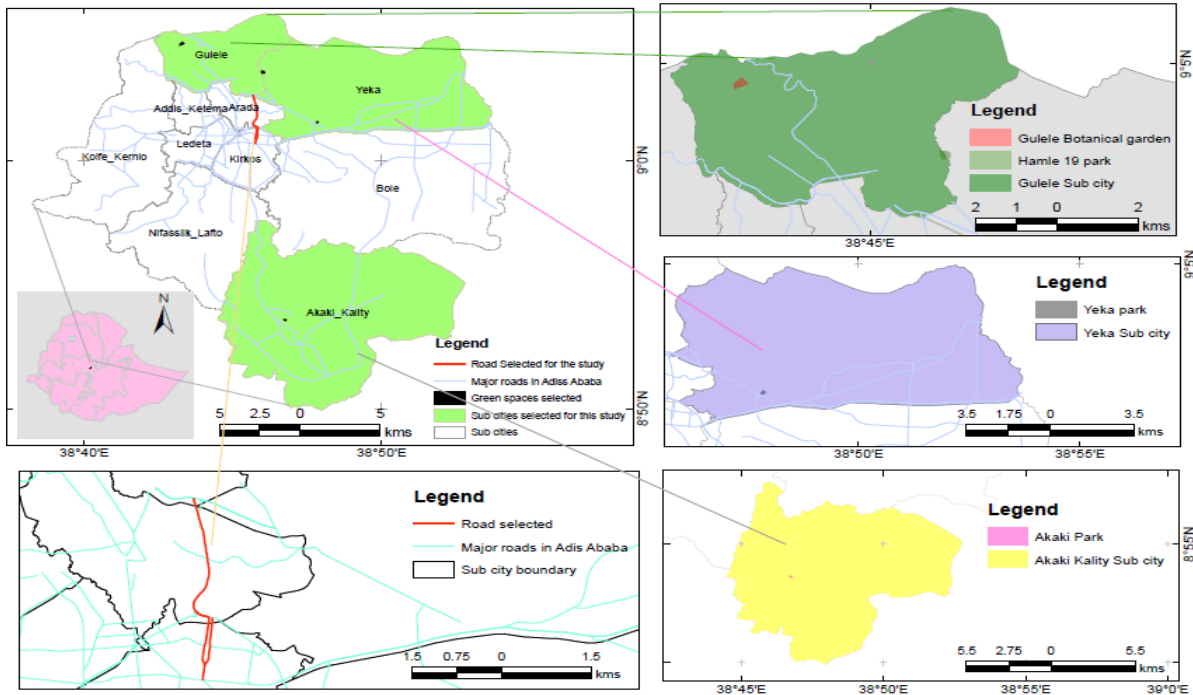 Gulele
Yeka
Arada
Addis_Ketema
Ledeta
Kolfe_Kernio
Kirkos
Bole
Nifassilk_Lafto
Akaki_Kality
N
Legend
Road Selected for the study
Major roads in Adiss Ababa
Green spaces selected
Sub cities selected for this study
Sub cities
5 2.5 0 5
kms
9°0'N
8°50'N
38°40'E 38°50'E
9°5'N
Legend
Gulele Botanical garden
Hamle 19 park
Gulele Sub city
2 1 0 2
kms
38°45'E
9°5'N
Legend
Yeka park
Yeka Sub city
3.5 1.75 0 3.5
kms
38°50'E 38°55'E
Legend
Road selected
Major roads in Adis Ababa
Sub city boundary
1.5 0.75 0 1.5
kms
Legend
Akaki Park
Akaki Kality Sub city
8°55'N
5.5 2.75 0 5.5
kms
38°45'E 38°50'E 38°55'E 39°0'E